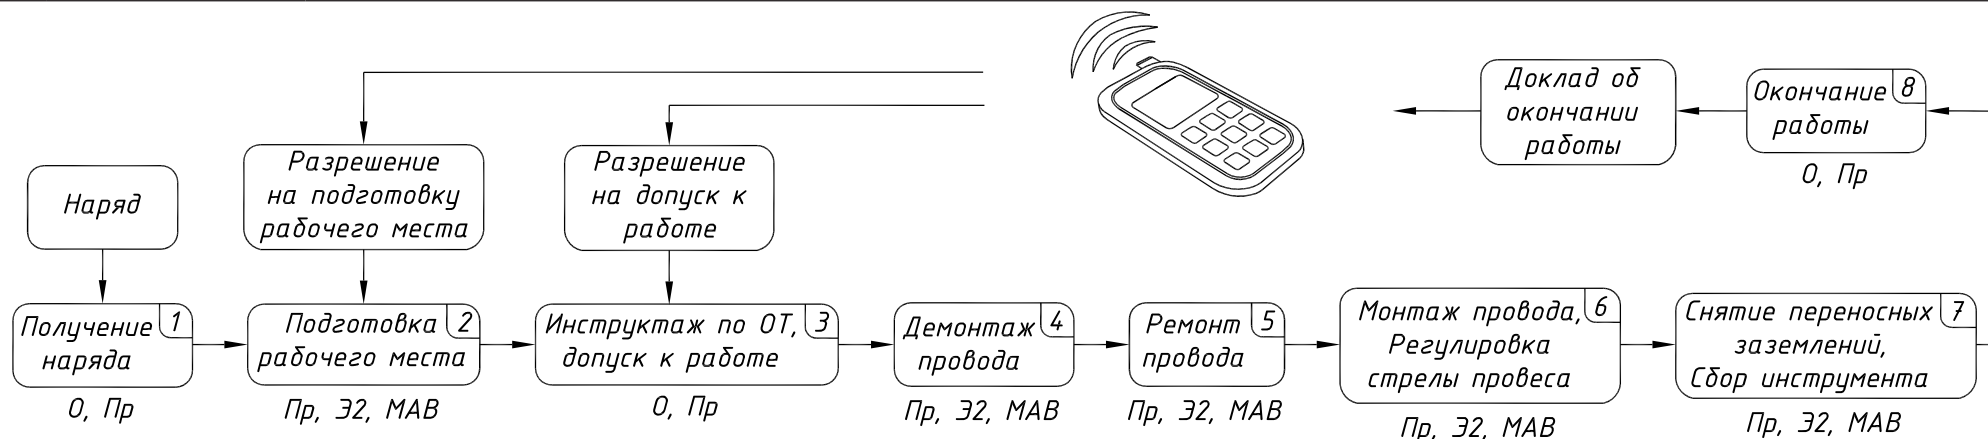 Наряд
Разрешение
на подготовку
рабочего места
Разрешение
на допуск к
работе
Доклад об
окончании
работы
Окончание 8
работы
О, Пр
Получение 1
наряда
О, Пр
Подготовка 2
рабочего места
Пр, Э2, МАВ
Инструктаж по ОТ, 3
допуск к работе
О, Пр
Демонтаж 4
провода
Пр, Э2, МАВ
Ремонт 5
провода
Пр, Э2, МАВ
Монтаж провода, 6
Регулировка
стрелы провеса
Пр, Э2, МАВ
Снятие переносных 7
заземлений,
Сбор инструмента
Пр, Э2, МАВ